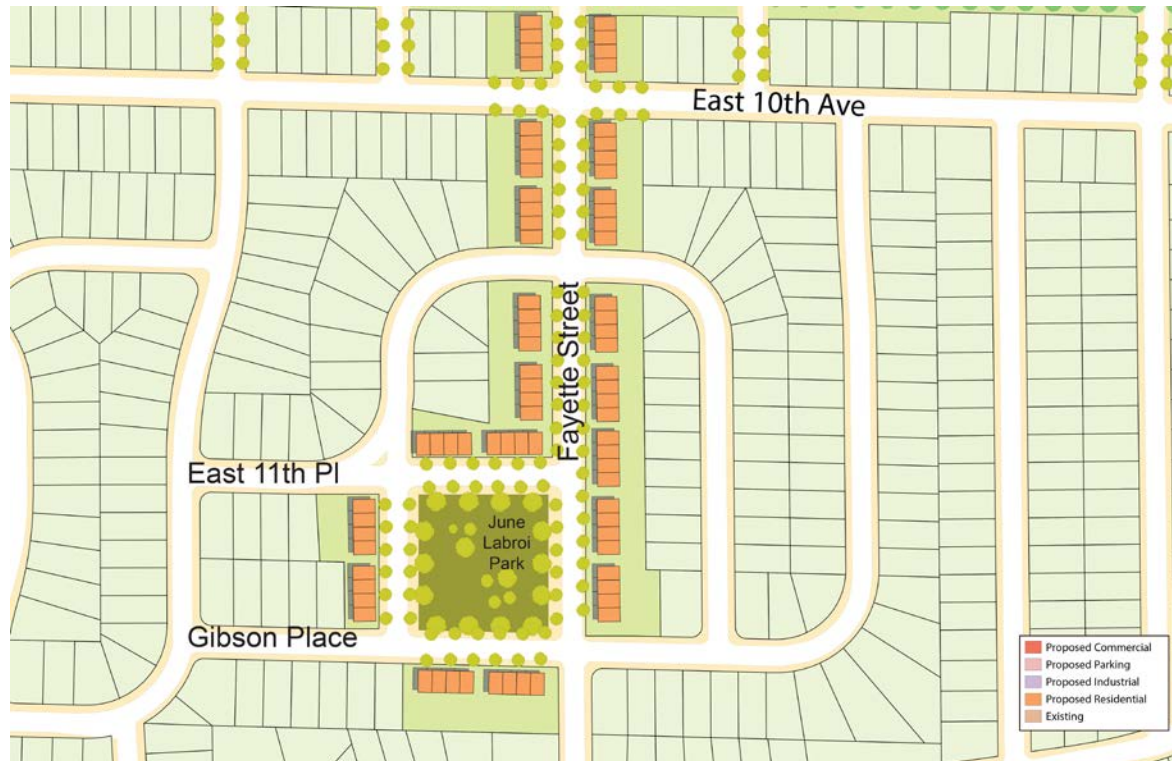 East 10th Ave
Fayette Street
East 11th Pl
June
Labroi
Park
Gibson Place
Proposed Commercial
Proposed Parking
Proposed Industrial
Proposed Residential
Existing